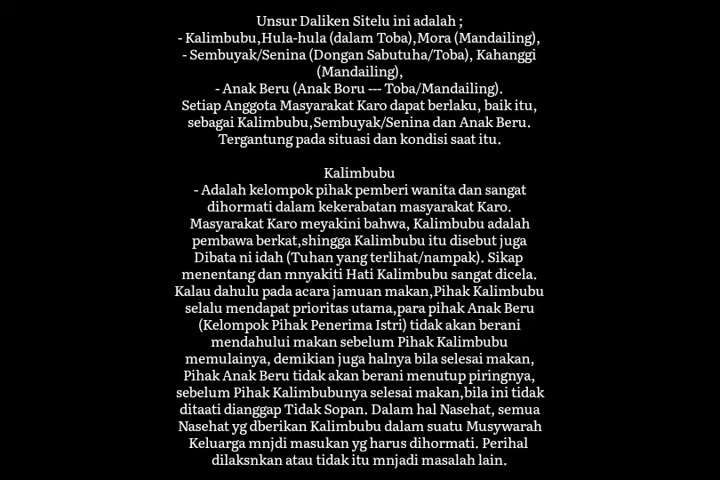 Unsur Daliken Sitelu ini adalah ;
- Kalimbubu,Hula-hula (dalam Toba),Mora (Mandailing),
- Sembuyak/Senina (Dongan Sabutuha/Toba), Kahanggi
(Mandailing),
- Anak Beru (Anak Boru --- Toba/Mandailing).
Setiap Anggota Masyarakat Karo dapat berlaku, baik itu,
sebagai Kalimbubu,Sembuyak/Senina dan Anak Beru.
Tergantung pada situasi dan kondisi saat itu.

Kalimbubu
- Adalah kelompok pihak pemberi wanita dan sangat
dihormati dalam kekerabatan masyarakat Karo.
Masyarakat Karo meyakini bahwa, Kalimbubu adalah
pembawa berkat,shingga Kalimbubu itu disebut juga
Dibata ni idah (Tuhan yang terlihat/nampak). Sikap
menentang dan mnyakiti Hati Kalimbubu sangat dicela.
Kalau dahulu pada acara jamuan makan,Pihak Kalimbubu
selalu mendapat prioritas utama,para pihak Anak Beru
(Kelompok Pihak Penerima Istri) tidak akan berani
mendahului makan sebelum Pihak Kalimbubu
memulainya, demikian juga halnya bila selesai makan,
Pihak Anak Beru tidak akan berani menutup piringnya,
sebelum Pihak Kalimbubunya selesai makan,bila ini tidak
ditaati dianggap Tidak Sopan. Dalam hal Nasehat, semua
Nasehat yg dberikan Kalimbubu dalam suatu Musywarah
Keluarga mnjdi masukan yg harus dihormati. Perihal
dilaksnkan atau tidak itu mnjadi masalah lain.